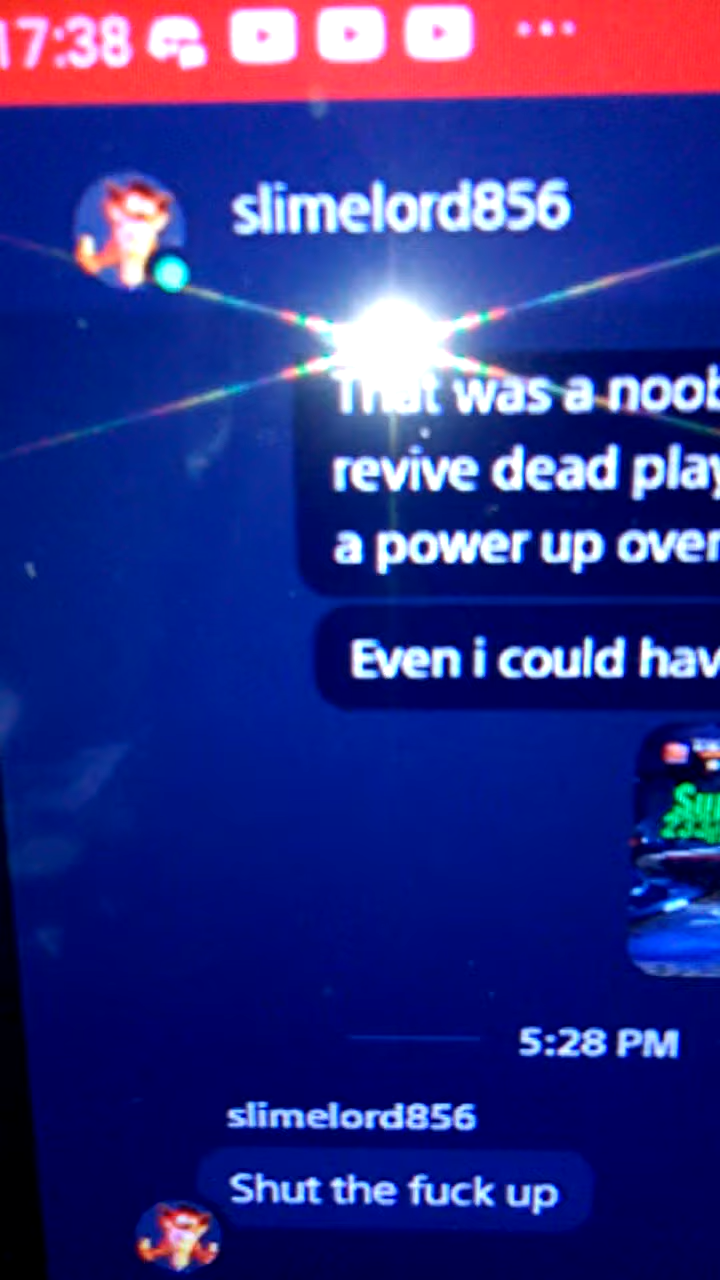 17:38
slimelord856
That was a noob
revive dead play
a power up over
Even i could hav
5:28 PM
slimelord856
Shut the fuck up